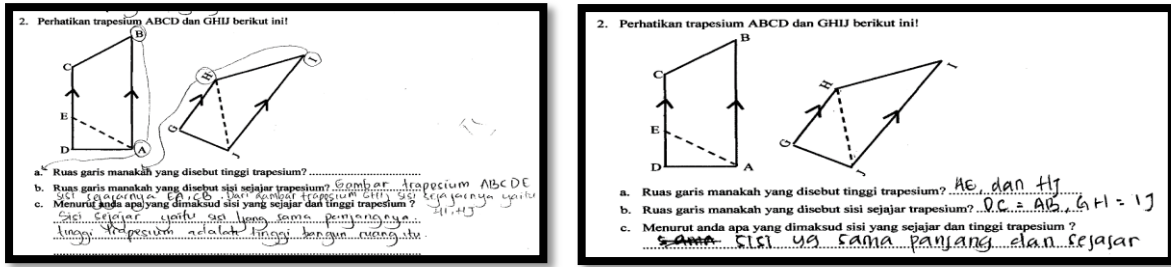 2. Perhatikan trapesium ABCD dan GHIJ berikut ini!
B
C
E
D
A
H
I
G
J
a. Ruas garis manakah yang disebut tinggi trapesium?
b. Ruas garis manakah yang disebut sisi sejajar trapesium? Gambar trapesium ABCDE
sisi sejajarnya EA, CB. Dari gambar trapesium GHIJ sisi sejajarnya yaitu
HI, HJ
c. Menurut anda apa yang dimaksud sisi yang sejajar dan tinggi trapesium ?
Sisi sejajar yaitu sisi yang sama panjangnya.
tinggi trapesium adalah tinggi bangun ruang itu.
2. Perhatikan trapesium ABCD dan GHIJ berikut ini!
B
C
E
D
A
H
I
G
J
a. Ruas garis manakah yang disebut tinggi trapesium? AE, dan HJ
b. Ruas garis manakah yang disebut sisi sejajar trapesium? DC = AB, GH = IJ
c. Menurut anda apa yang dimaksud sisi yang sejajar dan tinggi trapesium ?
sama sisi yg sama panjang dan sejajar